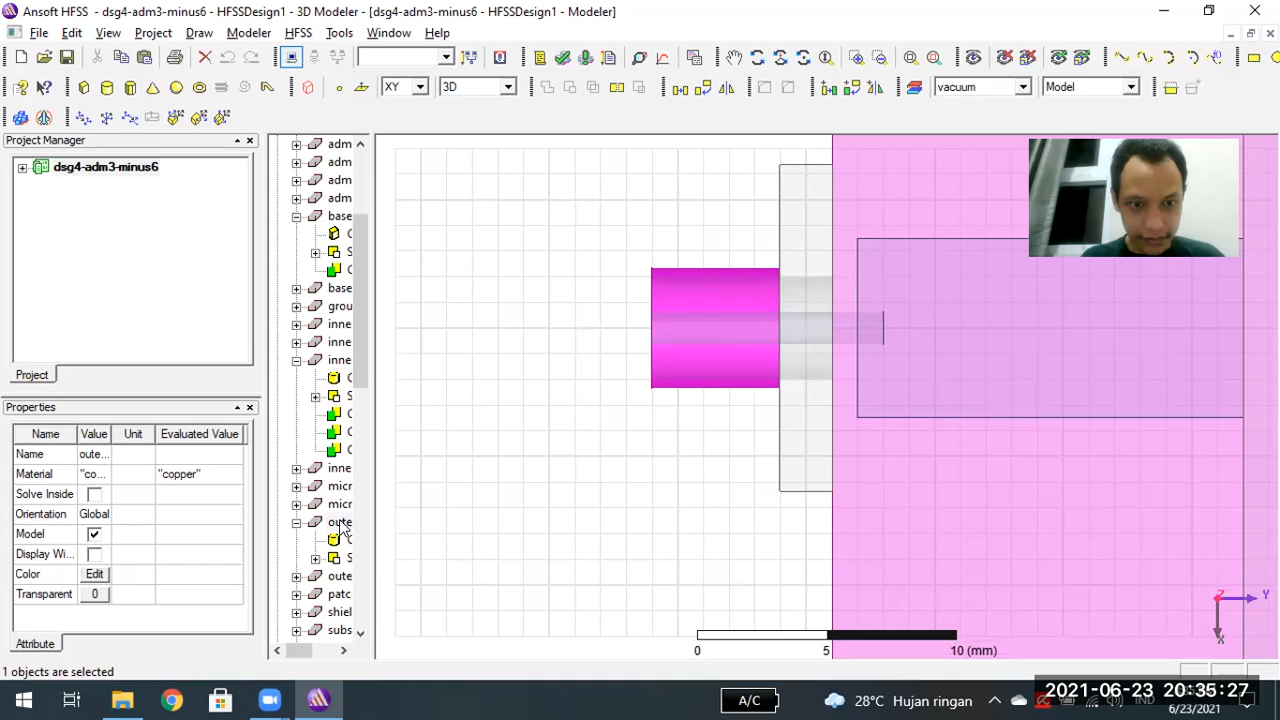 Ansoft HFSS - dsg4-adm3-minus6 - HFSSDesign1 - 3D Modeler - [dsg4-adm3-minus6 - HFSSDesign1 - Modeler]
File Edit View Project Draw Modeler HFSS Tools Window Help
XY 3D vacuum Model
Project Manager
dsg4-adm3-minus6
Project
Properties
Name Value Unit Evaluated Value
Name oute...
Material "co... "copper"
Solve Inside
Orientation Global
Model
Display Wi...
Color Edit
Transparent 0
Attribute
adm
adm
adm
adm
base
C
S
C
base
grou
inne
inne
inne
C
S
C
C
C
inne
micr
micr
oute
C
S
oute
patc
shiel
subs
Z Y
X
0 5 10 (mm)
1 objects are selected
A/C
28°C Hujan ringan
IND
2021-06-23 20:35:27
6/23/2021